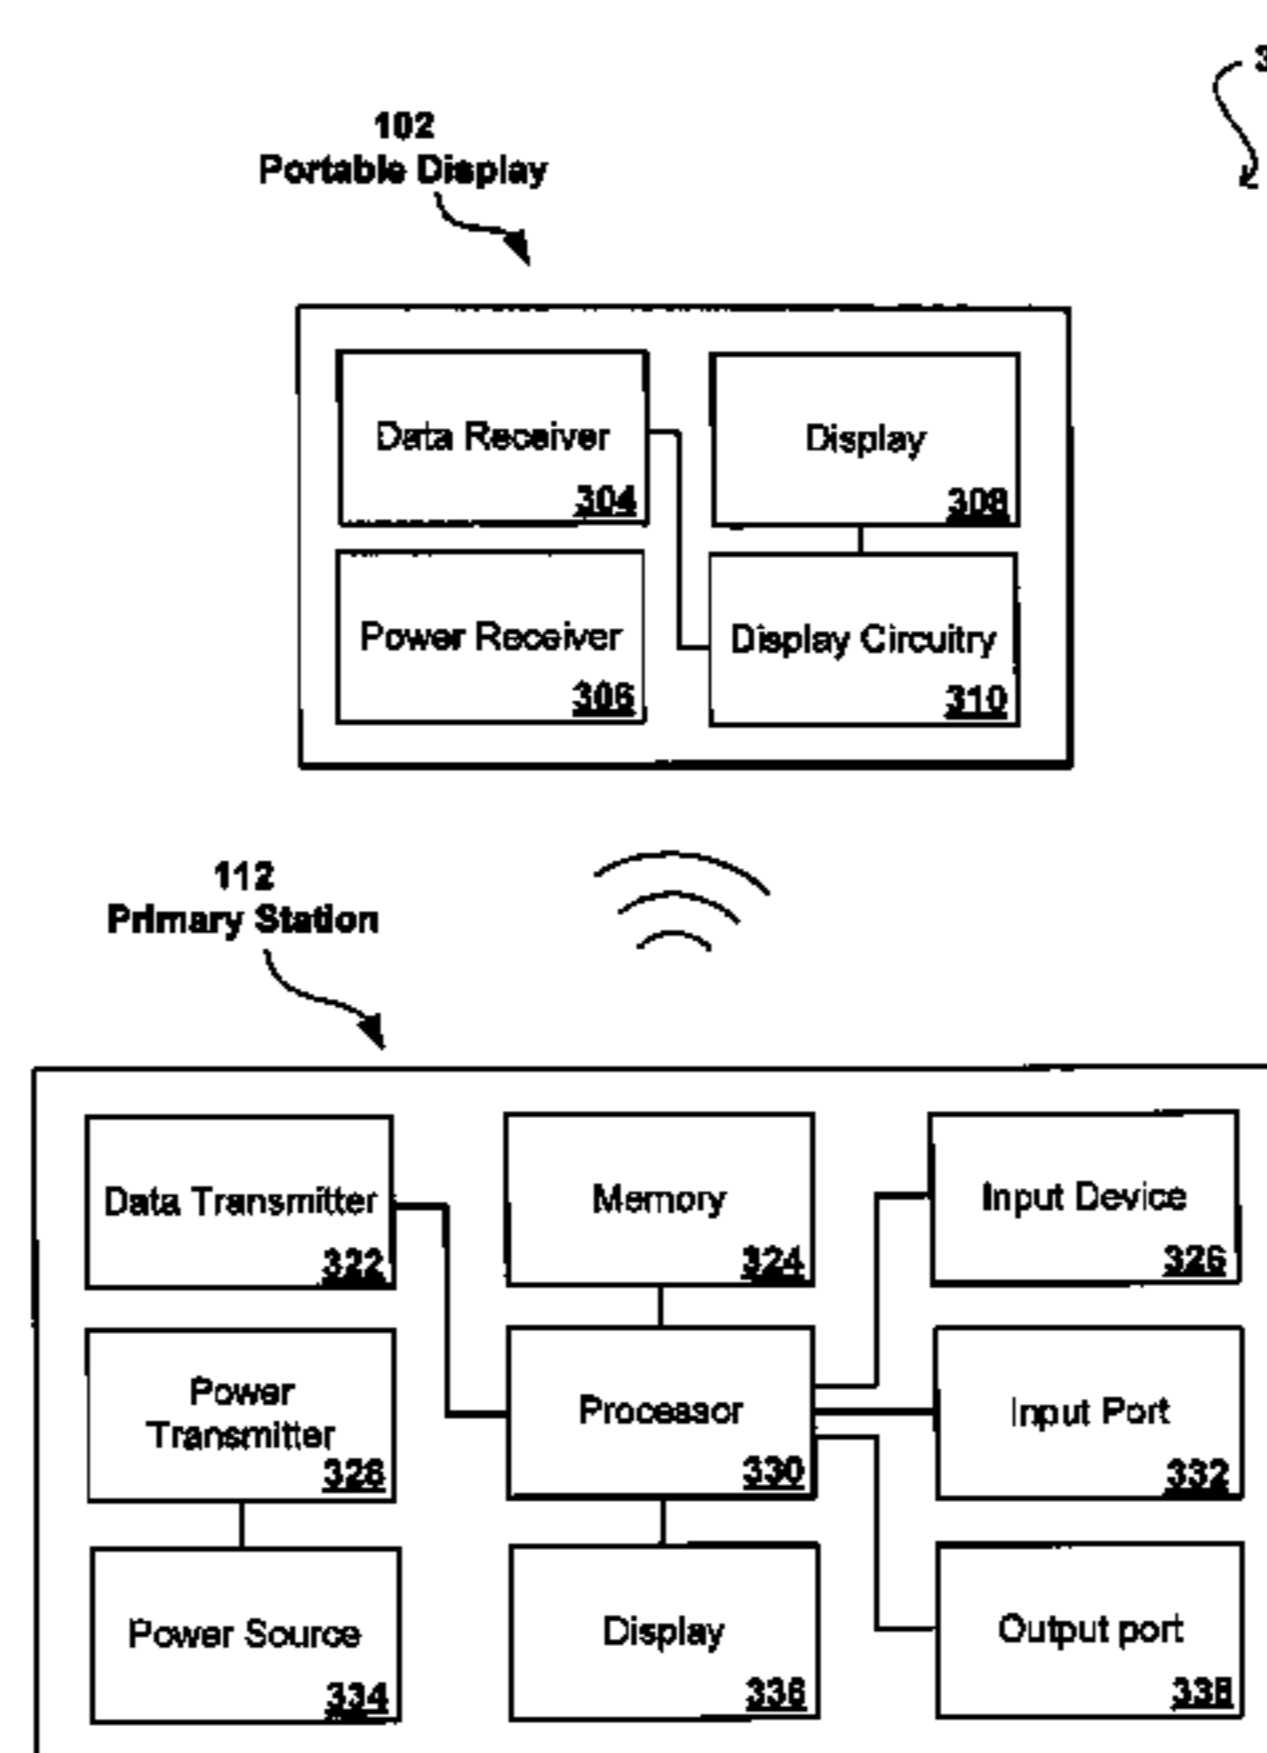 3
102
Portable Display
Data Receiver
304
Display
308
Power Receiver
306
Display Circuitry
310
112
Primary Station
Data Transmitter
322
Memory
324
Input Device
326
Power
Transmitter
328
Processor
330
Input Port
332
Power Source
334
Display
336
Output port
338